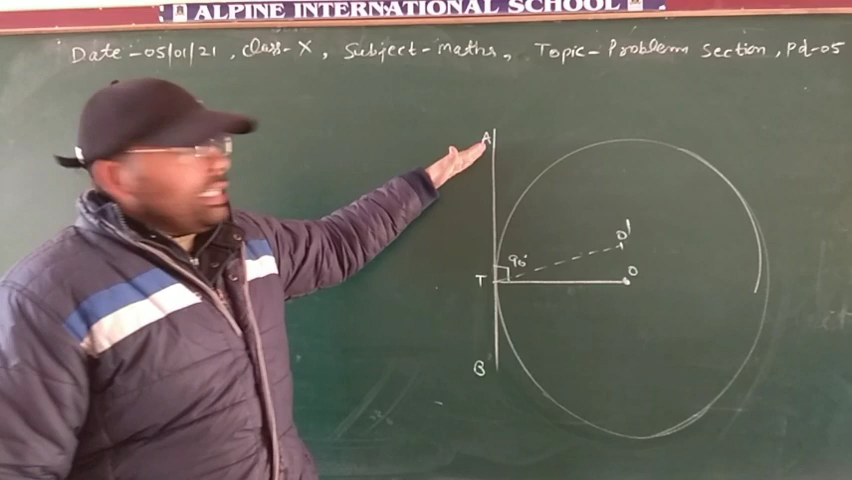 ALPINE INTERNATIONAL SCHOOL
Date - 05/01/21 , Class - X , Subject - maths , Topic - Problem Section , Pd - 05
A
O'
90°
T
O
B